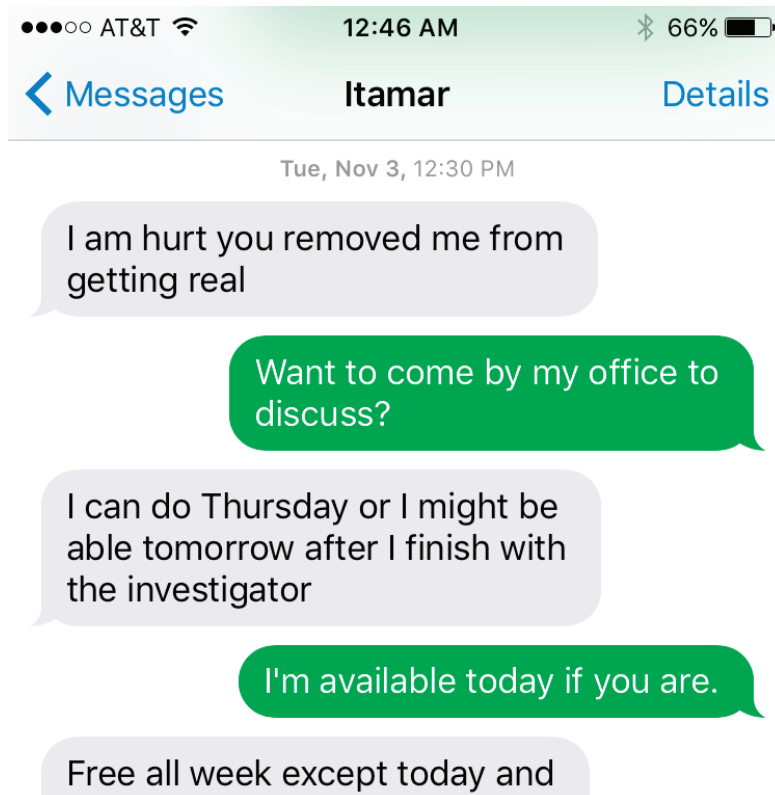 AT&T 12:46 AM 66%
Messages Itamar Details
Tue, Nov 3, 12:30 PM
I am hurt you removed me from
getting real
Want to come by my office to
discuss?
I can do Thursday or I might be
able tomorrow after I finish with
the investigator
I'm available today if you are.
Free all week except today and